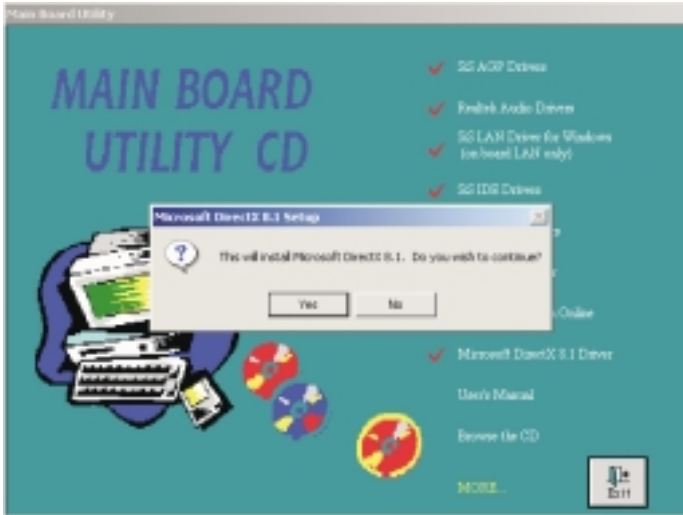 Main Board Utility
MAIN BOARD
UTILITY CD
SiS AGP Drivers
Realtek Audio Drivers
SiS LAN Driver for Windows
(on board LAN only)
SiS IDE Drivers
Microsoft DirectX 8.1 Setup
This will install Microsoft DirectX 8.1. Do you wish to continue?
Yes
No
Online
Microsoft DirectX 8.1 Driver
User's Manual
Browse the CD
MORE...
Exit